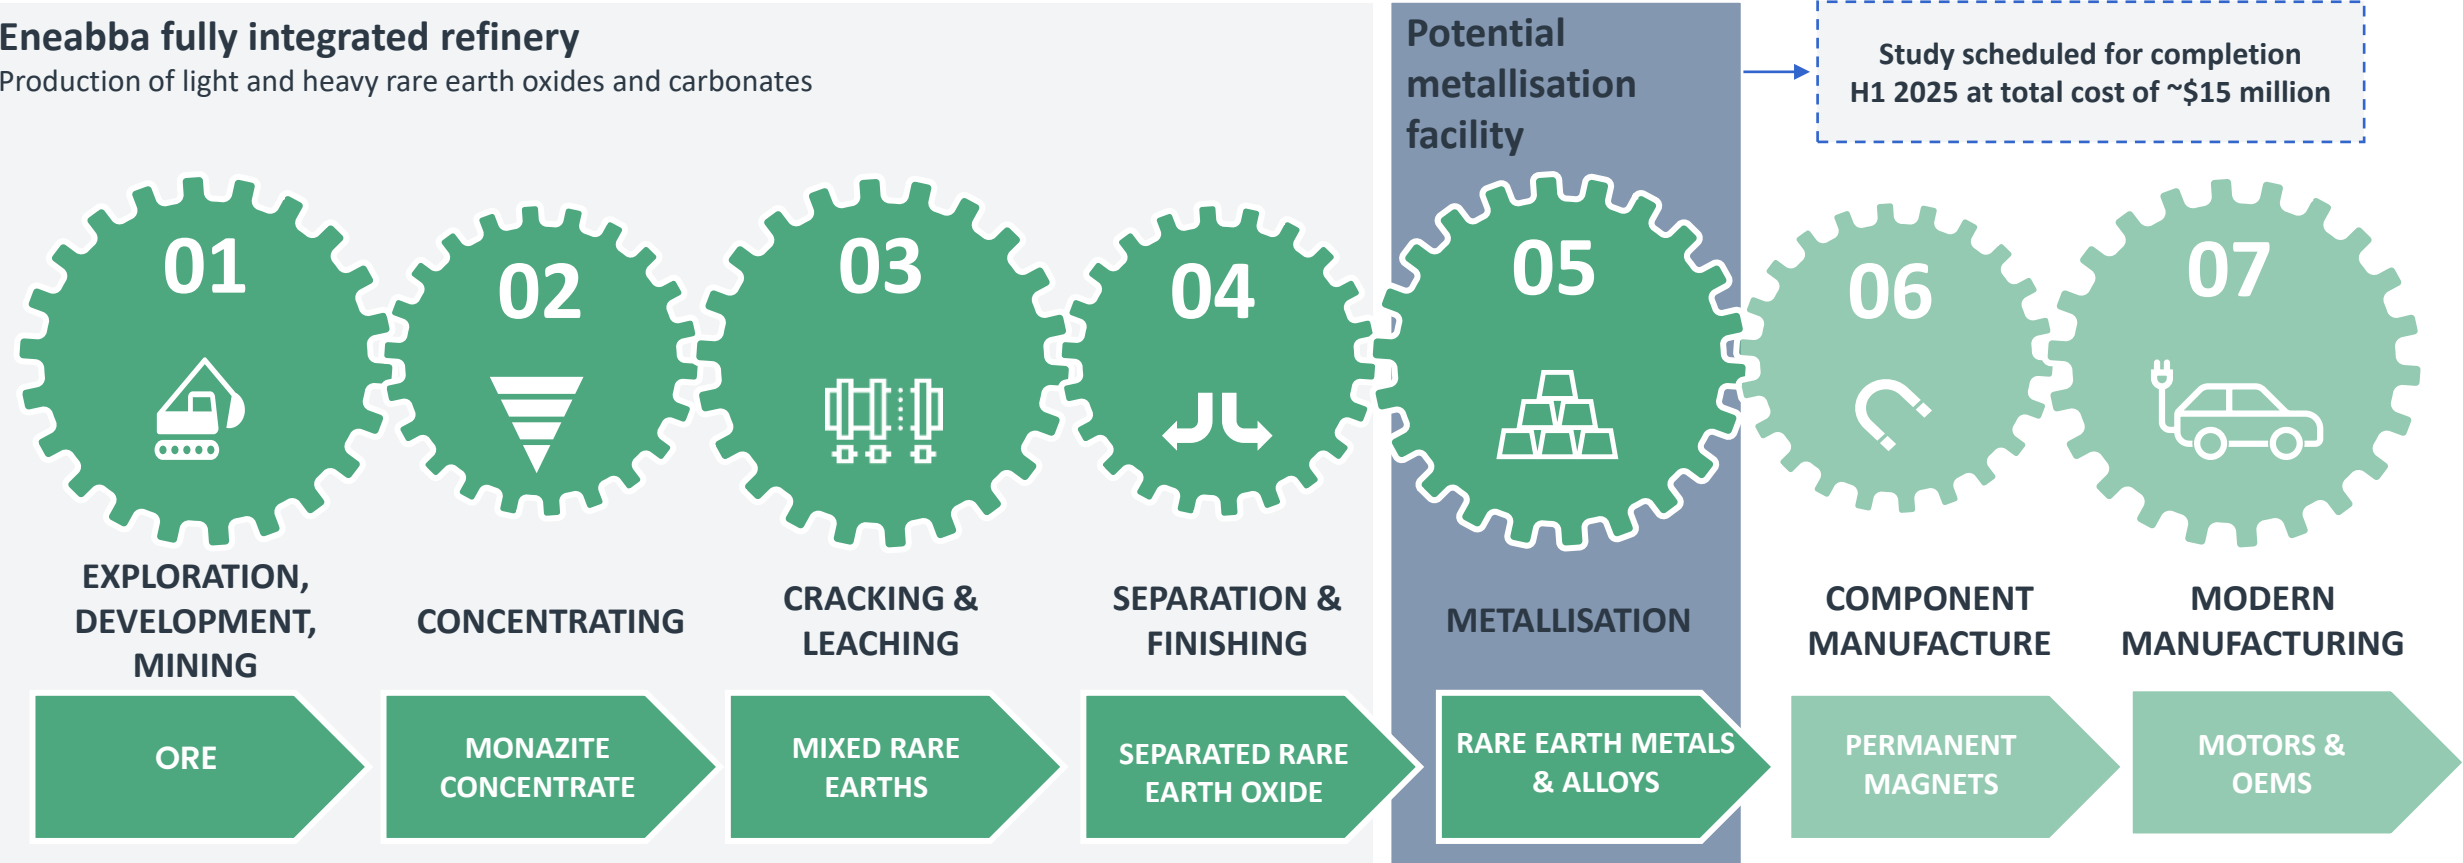 Eneabba fully integrated refinery
Production of light and heavy rare earth oxides and carbonates
Potential
metallisation
facility
Study scheduled for completion
H1 2025 at total cost of ~$15 million
01
02
03
04
05
06
07
EXPLORATION,
DEVELOPMENT,
MINING
CONCENTRATING
CRACKING &
LEACHING
SEPARATION &
FINISHING
METALLISATION
COMPONENT
MANUFACTURE
MODERN
MANUFACTURING
ORE
MONAZITE
CONCENTRATE
MIXED RARE
EARTHS
SEPARATED RARE
EARTH OXIDE
RARE EARTH METALS
& ALLOYS
PERMANENT
MAGNETS
MOTORS &
OEMS